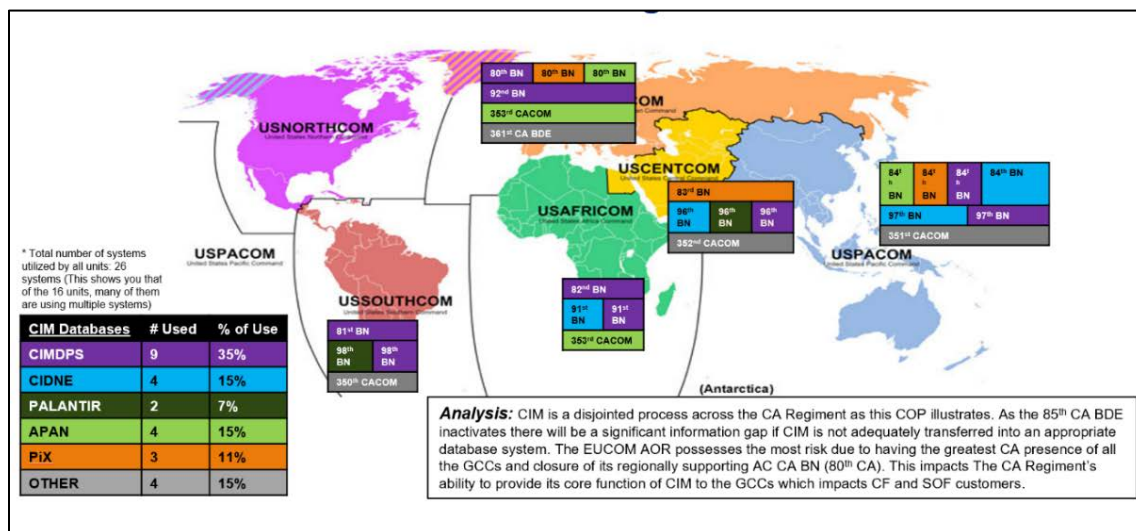 80th BN 80th BN 80th BN
92nd BN
353rd CACOM
361st CA BDE
COM
USNORTHCOM
United States Northern Command
USCENTCOM
United States Central Command
83rd BN
96th BN 96th BN 96th BN
352nd CACOM
84th BN 84th BN 84th BN 84th BN
97th BN 97th BN
351st CACOM
USAFRICOM
United States Africa Command
USPACOM
United States Pacific Command
USPACOM
United States Pacific Command
82nd BN
91st BN 91st BN
353rd CACOM
USSOUTHCOM
United States Southern Command
81st BN
98th BN 98th BN
350th CACOM
(Antarctica)
* Total number of systems
utilized by all units: 26
systems (This shows you that
of the 16 units, many of them
are using multiple systems)
CIM Databases # Used % of Use
CIMDPS 9 35%
CIDNE 4 15%
PALANTIR 2 7%
APAN 4 15%
PiX 3 11%
OTHER 4 15%
Analysis: CIM is a disjointed process across the CA Regiment as this COP illustrates. As the 85th CA BDE
inactivates there will be a significant information gap if CIM is not adequately transferred into an appropriate
database system. The EUCOM AOR possesses the most risk due to having the greatest CA presence of all
the GCCs and closure of its regionally supporting AC CA BN (80th CA). This impacts The CA Regiment's
ability to provide its core function of CIM to the GCCs which impacts CF and SOF customers.